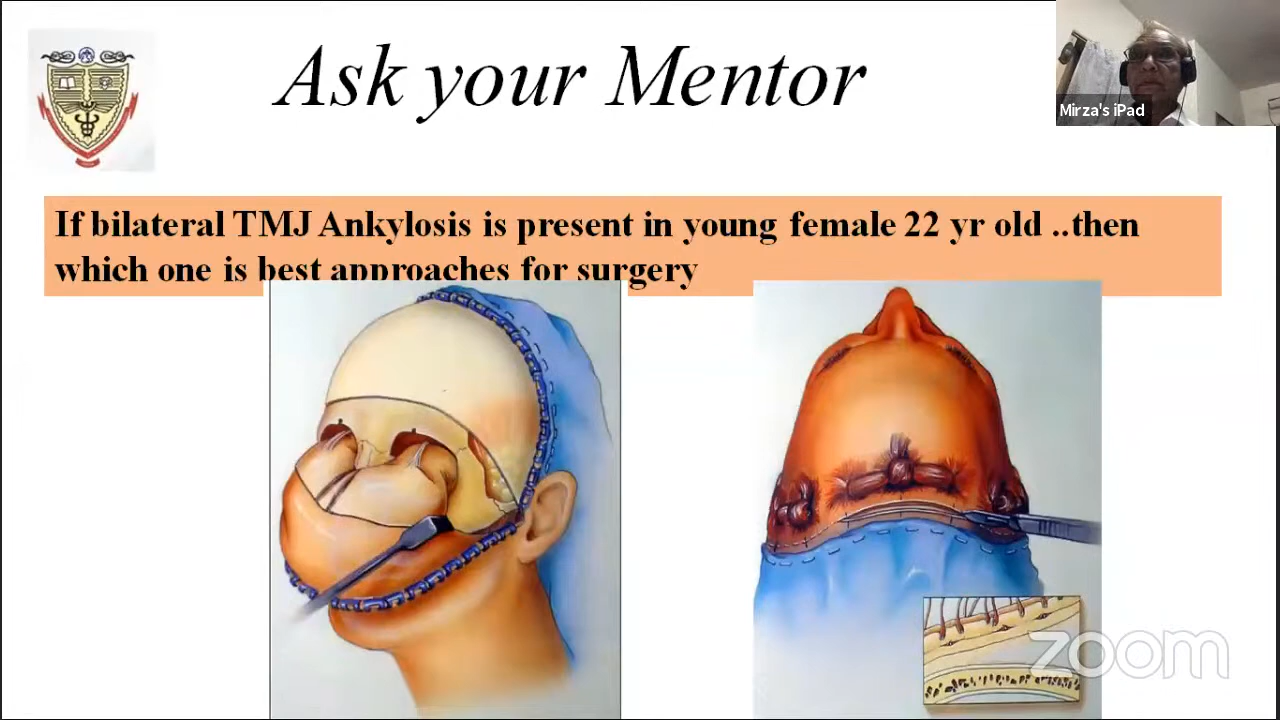 Ask your Mentor
Mirza's iPad
If bilateral TMJ Ankylosis is present in young female 22 yr old ..then
which one is best approaches for surgery
zoom